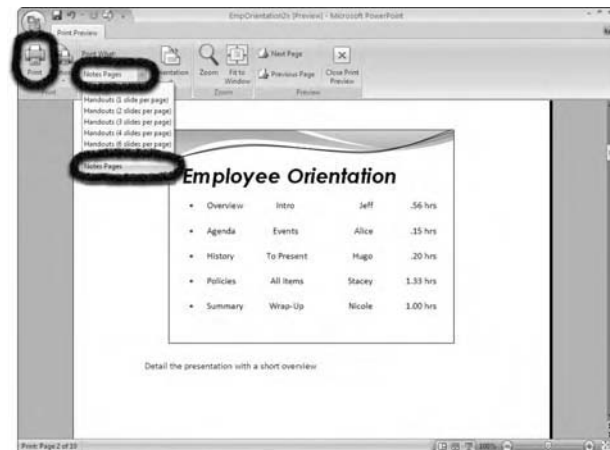 EmpOrientation2s [Preview] - Microsoft PowerPoint
Print Preview
Print What:
Notes Pages
Print
Orientation
Zoom
Fit to
Window
Next Page
Previous Page
Close Print
Preview
Print
Zoom
Preview
Handouts (1 slide per page)
Handouts (2 slides per page)
Handouts (3 slides per page)
Handouts (4 slides per page)
Handouts (6 slides per page)
Notes Pages
Employee Orientation
• Overview Intro Jeff .56 hrs
• Agenda Events Alice .15 hrs
• History To Present Hugo .20 hrs
• Policies All Items Stacey 1.33 hrs
• Summary Wrap-Up Nicole 1.00 hrs
Detail the presentation with a short overview
Print: Page 2 of 10
100%